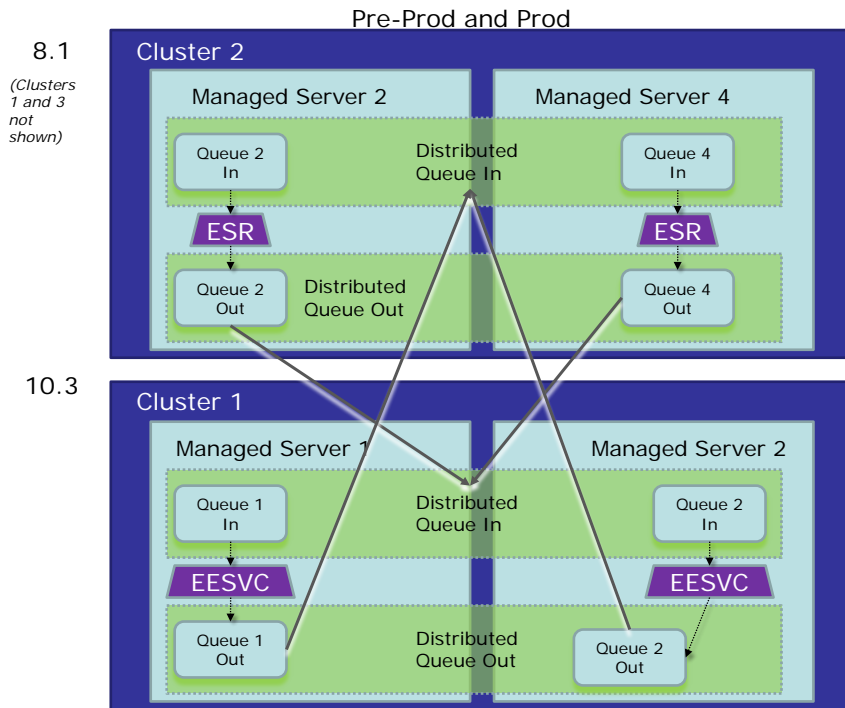 Pre-Prod and Prod
8.1
(Clusters
1 and 3
not
shown)
Cluster 2
Managed Server 2
Managed Server 4
Queue 2
In
Distributed
Queue In
Queue 4
In
ESR
ESR
Queue 2
Out
Distributed
Queue Out
Queue 4
Out
10.3
Cluster 1
Managed Server 1
Managed Server 2
Queue 1
In
Distributed
Queue In
Queue 2
In
EESVC
EESVC
Queue 1
Out
Distributed
Queue Out
Queue 2
Out